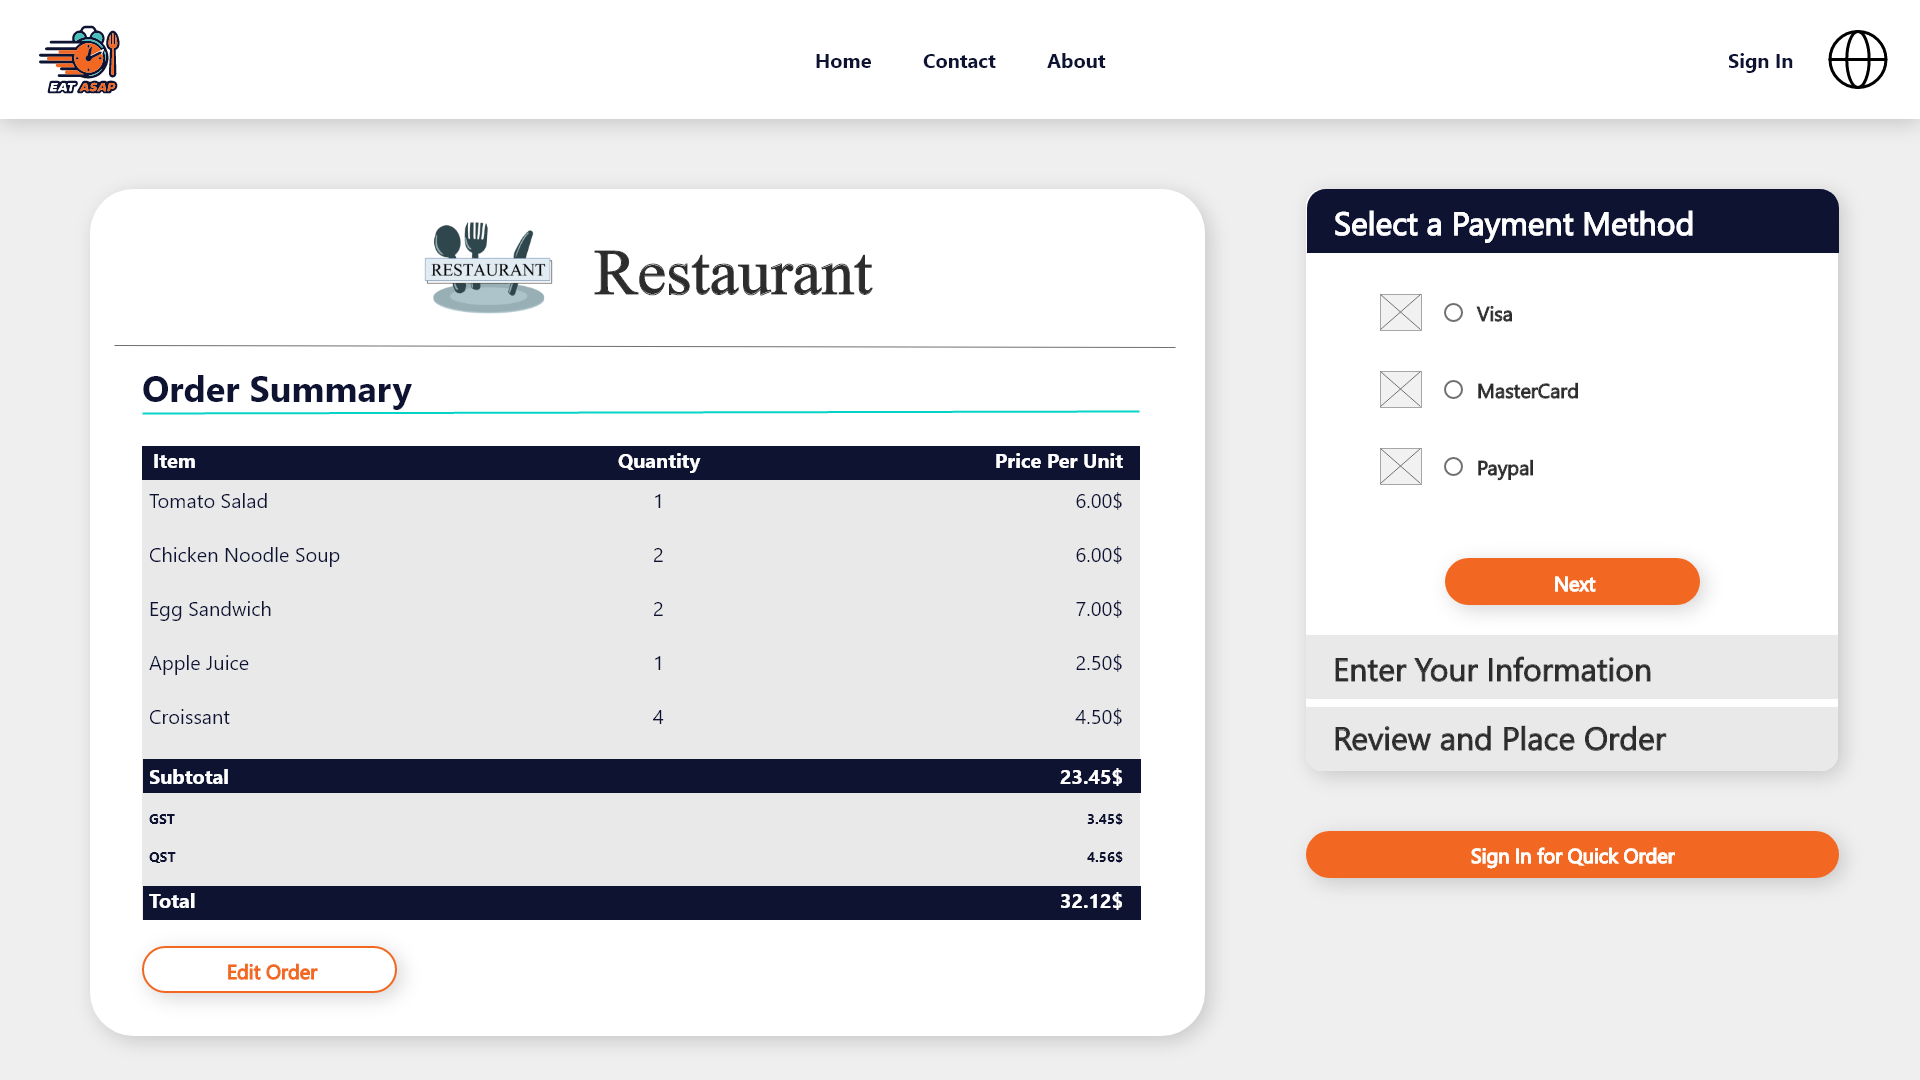 EAT ASAP
Home Contact About
Sign In
RESTAURANT
Restaurant
Order Summary
Item Quantity Price Per Unit
Tomato Salad 1 6.00$
Chicken Noodle Soup 2 6.00$
Egg Sandwich 2 7.00$
Apple Juice 1 2.50$
Croissant 4 4.50$
Subtotal 23.45$
GST 3.45$
QST 4.56$
Total 32.12$
Edit Order
Select a Payment Method
Visa
MasterCard
Paypal
Next
Enter Your Information
Review and Place Order
Sign In for Quick Order